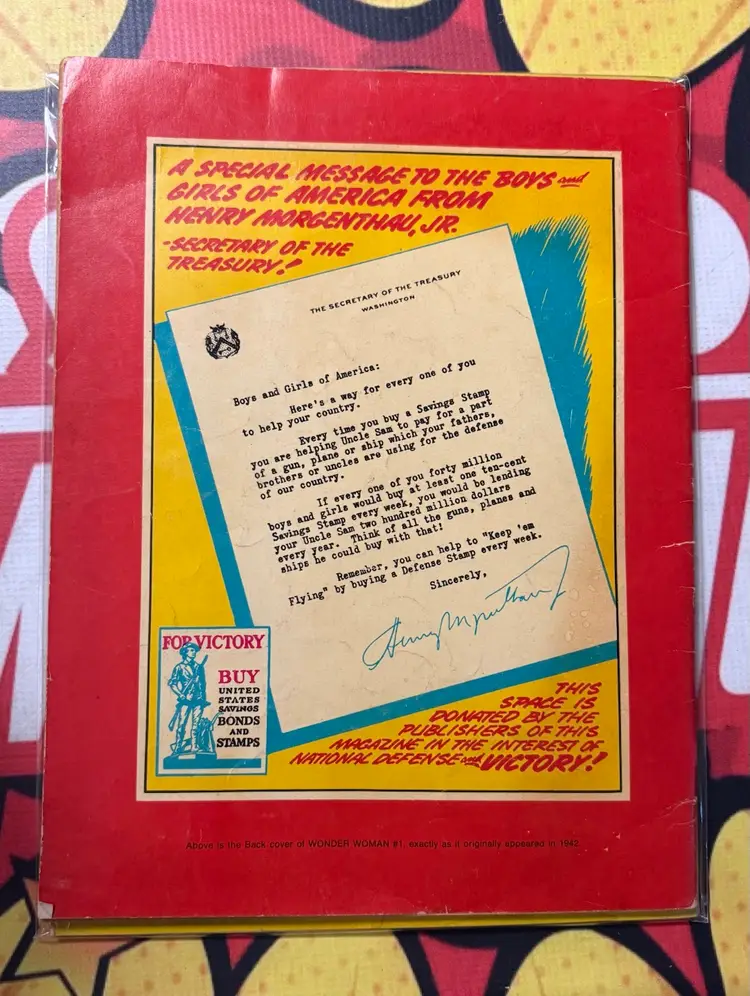 A SPECIAL MESSAGE TO THE BOYS and
GIRLS OF AMERICA FROM
HENRY MORGENTHAU, JR.
-SECRETARY OF THE
TREASURY!
THE SECRETARY OF THE TREASURY
WASHINGTON
Boys and Girls of America:
Here's a way for every one of you
to help your country.
Every time you buy a Savings Stamp
you are helping Uncle Sam to pay for a part
of a gun, plane or ship which your fathers,
brothers or uncles are using for the defense
of our country.
If every one of you forty million
boys and girls would buy at least one ten-cent
Savings Stamp every week, you would be lending
your Uncle Sam two hundred million dollars
every year. Think of all the guns, planes and
ships he could buy with that!
Remember, you can help to "Keep 'em
Flying" by buying a Defense Stamp every week.
Sincerely,
Henry Morgenthau Jr
FOR VICTORY
BUY
UNITED
STATES
SAVINGS
BONDS
AND
STAMPS
THIS
SPACE IS
DONATED BY THE
PUBLISHERS OF THIS
MAGAZINE IN THE INTEREST OF
NATIONAL DEFENSE and VICTORY!
Above is the Back cover of WONDER WOMAN #1, exactly as it originally appeared in 1942